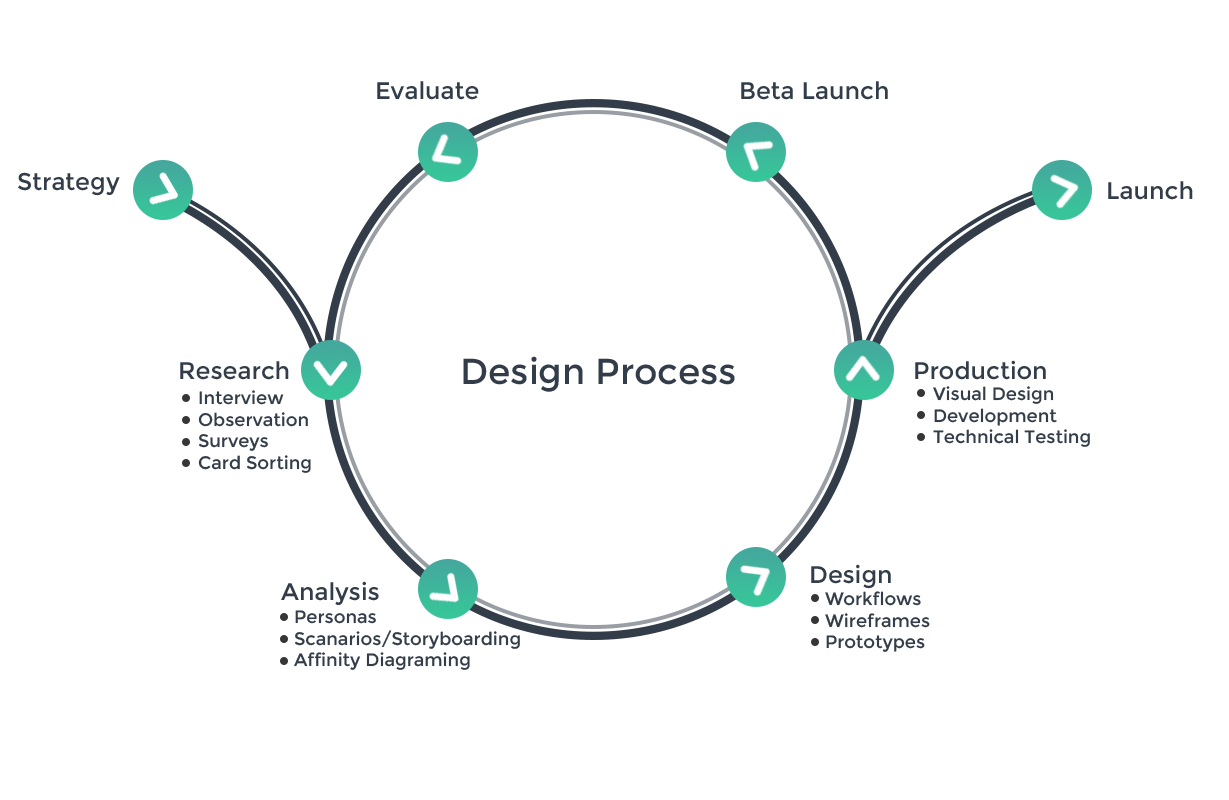 Evaluate
Beta Launch
Strategy
Launch
Design Process
Research
• Interview
• Observation
• Surveys
• Card Sorting
Production
• Visual Design
• Development
• Technical Testing
Analysis
• Personas
• Scanarios/Storyboarding
• Affinity Diagraming
Design
• Workflows
• Wireframes
• Prototypes